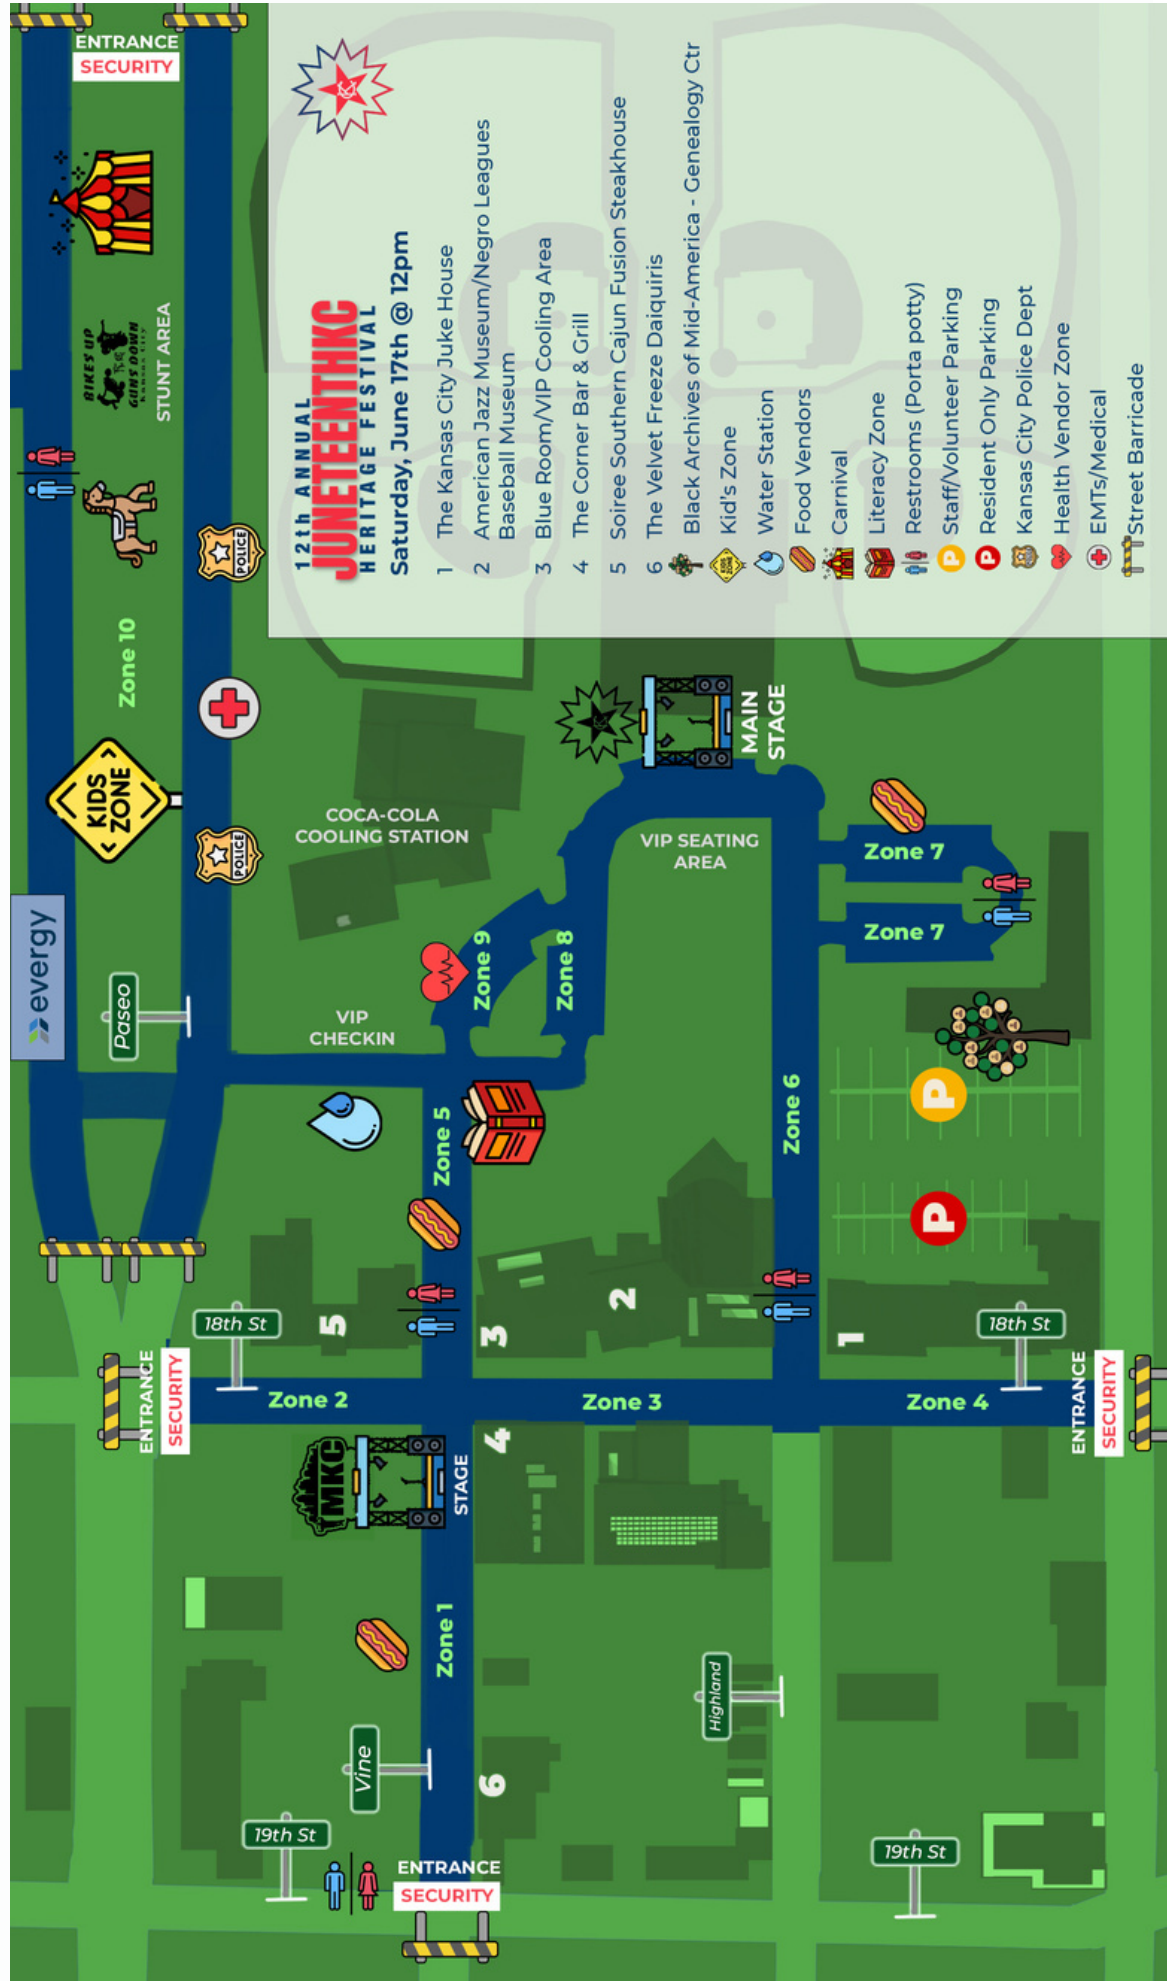 12th ANNUAL
JUNETEENTHKC
HERITAGE FESTIVAL
Saturday, June 17th @ 12pm
1 The Kansas City Juke House
2 American Jazz Museum/Negro Leagues
Baseball Museum
3 Blue Room/VIP Cooling Area
4 The Corner Bar & Grill
5 Soiree Southern Cajun Fusion Steakhouse
6 The Velvet Freeze Daiquiris
Black Archives of Mid-America - Genealogy Ctr
KIDS ZONE
Kid's Zone
Water Station
Food Vendors
Carnival
Literacy Zone
Restrooms (Porta potty)
P Staff/Volunteer Parking
P Resident Only Parking
Kansas City Police Dept
Health Vendor Zone
EMTs/Medical
Street Barricade
KC
ENTRANCE
SECURITY
BIKES UP
GUNS DOWN
Kansas City
STUNT AREA
POLICE
Zone 10
KIDS
ZONE
POLICE
evergy
Paseo
COCA-COLA
COOLING STATION
MAIN
STAGE
VIP SEATING
AREA
Zone 7
Zone 7
Zone 9
Zone 8
VIP
CHECKIN
Zone 5
Zone 6
P
P
5
3
2
1
18th St
18th St
ENTRANCE
SECURITY
Zone 2
Zone 3
Zone 4
ENTRANCE
SECURITY
MKC
STAGE
4
Zone 1
Highland
Vine
6
19th St
19th St
ENTRANCE
SECURITY